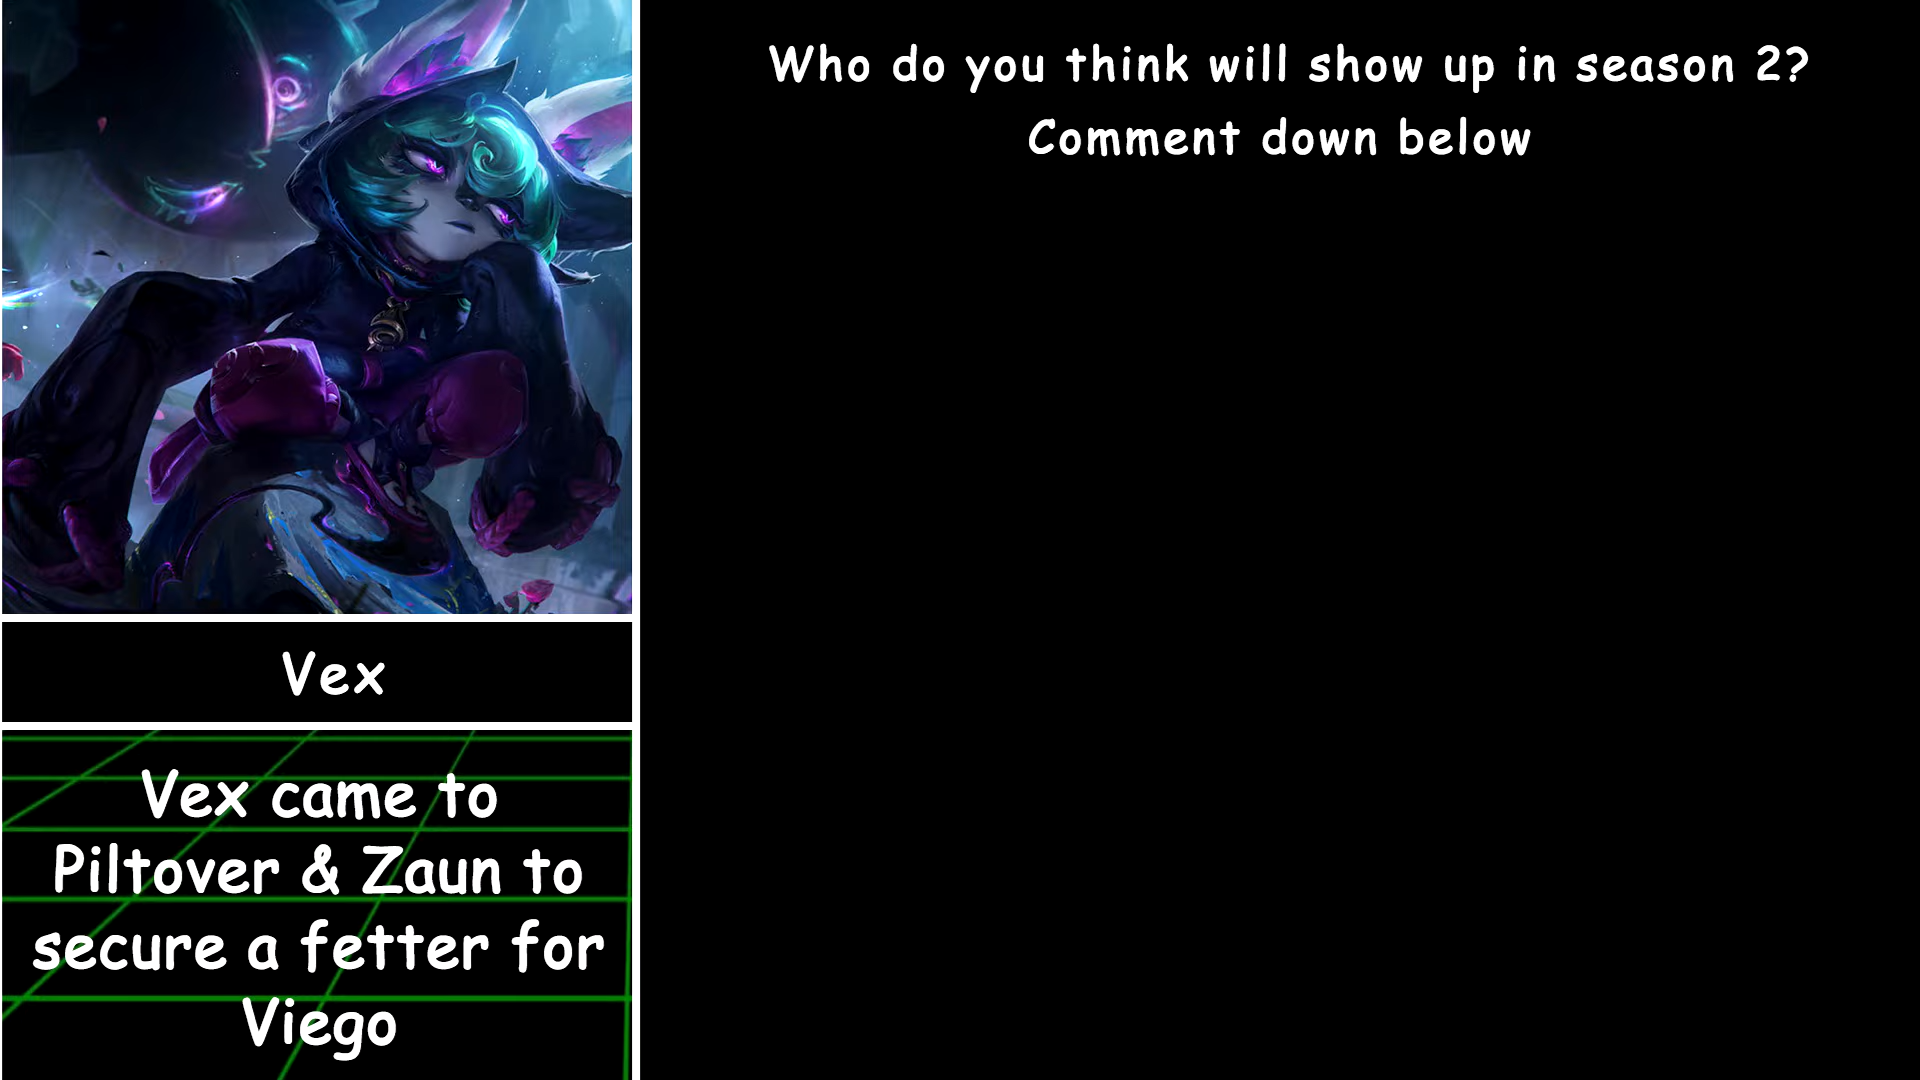 Who do you think will show up in season 2?
Comment down below
Vex
Vex came to
Piltover & Zaun to
secure a fetter for
Viego